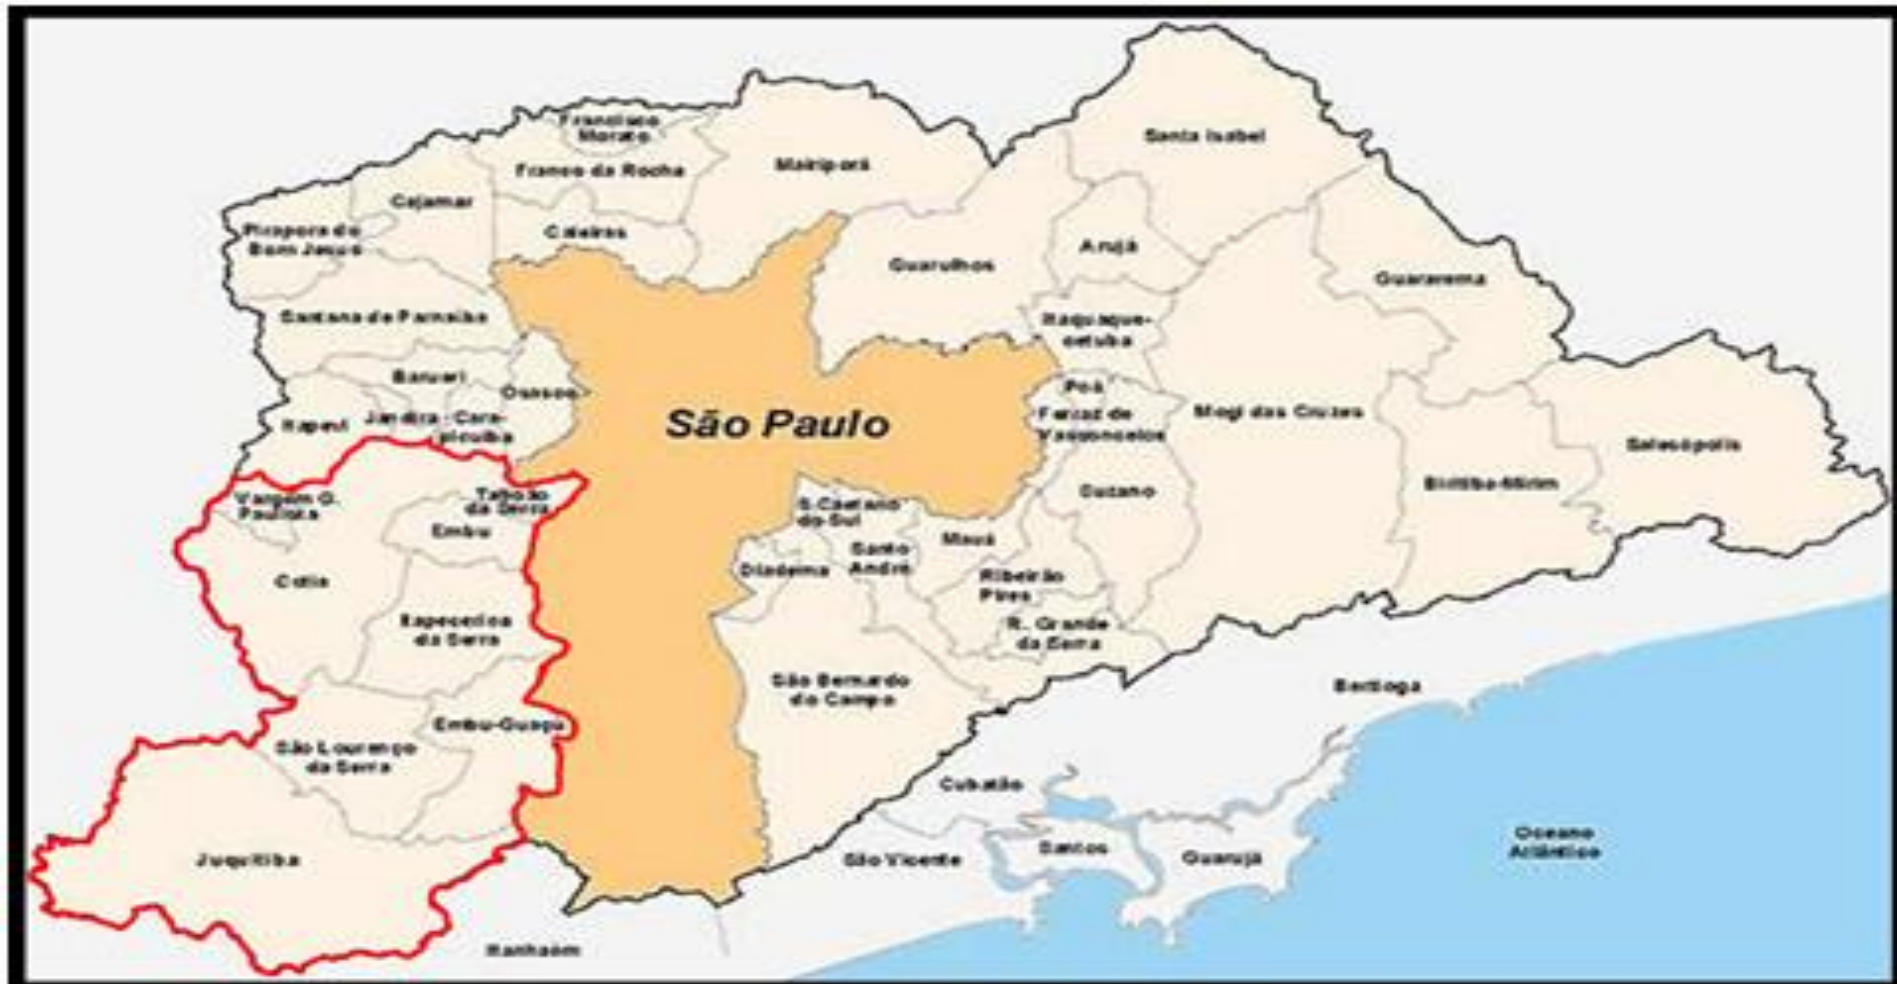 Santa Isabel
Francisco
Morato
Franco da Rocha
Mairiporã
Cajamar
Pirapora do
Bom Jesus
Caieiras
Arujá
Guarulhos
Guararema
Santana de Parnaíba
Itaquaque-
cetuba
Barueri
Osasco
Poá
Itapevi
Jandira
Cara-
picuíba
São Paulo
Ferraz de
Vasconcelos
Mogi das Cruzes
Salesópolis
Biritiba-Mirim
Suzano
Vargem G.
Paulista
Taboão
da Serra
Embu
S.Caetano
do Sul
Mauá
Santo
André
Diadema
Cotia
Ribeirão
Pires
Itapecerica
da Serra
R. Grande
da Serra
São Bernardo
do Campo
Bertioga
Embu-Guaçu
São Lourenço
da Serra
Cubatão
Juquitiba
São Vicente
Santos
Guarujá
Oceano
Atlântico
Itanhaém